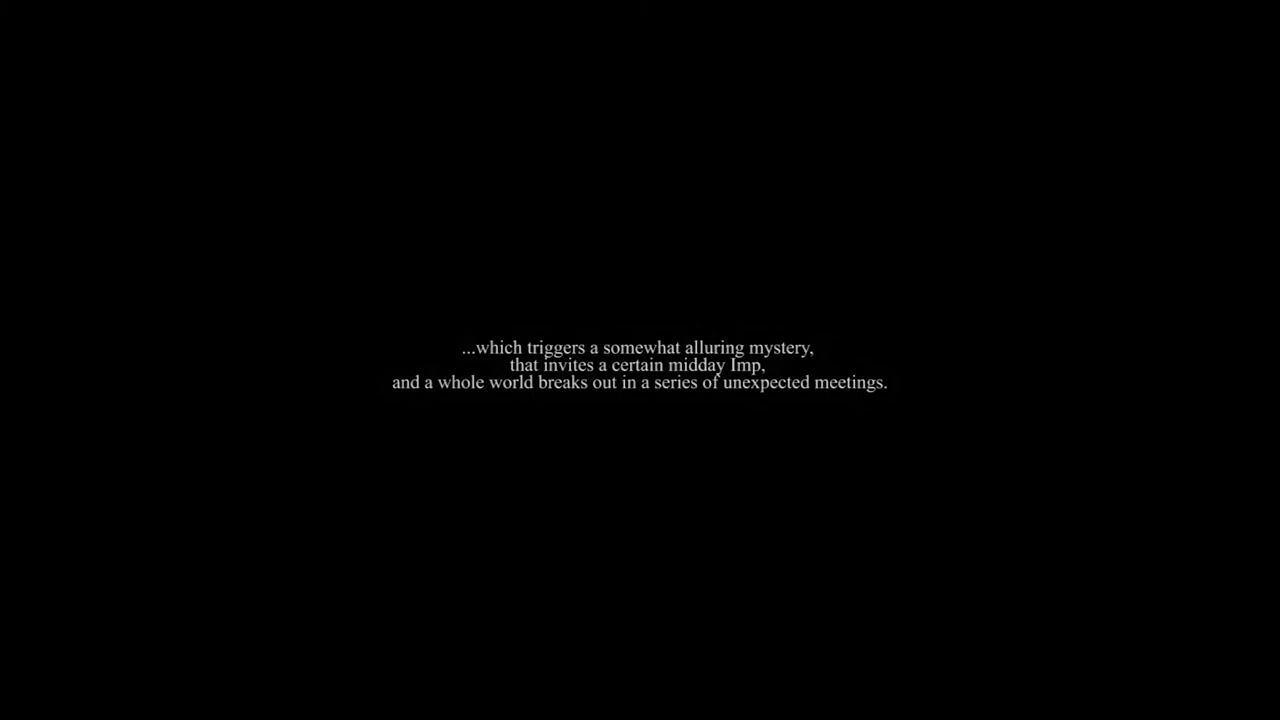 ...which triggers a somewhat alluring mystery,
that invites a certain midday Imp,
and a whole world breaks out in a series of unexpected meetings.